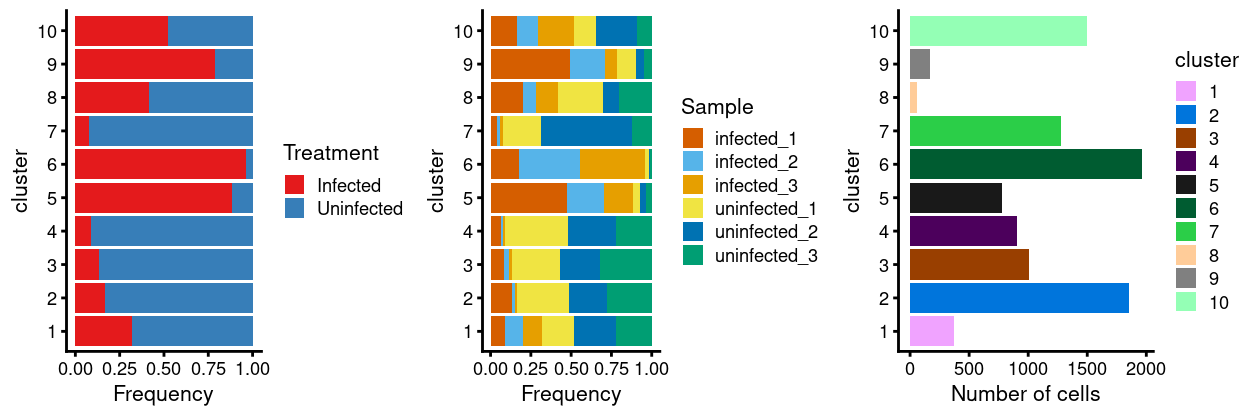 cluster
10
9
8
7
6
5
4
3
2
1
0.00 0.25 0.50 0.75 1.00
Frequency
Treatment
Infected
Uninfected
cluster
10
9
8
7
6
5
4
3
2
1
0.00 0.25 0.50 0.75 1.00
Frequency
Sample
infected_1
infected_2
infected_3
uninfected_1
uninfected_2
uninfected_3
cluster
10
9
8
7
6
5
4
3
2
1
0 500 1000 1500 2000
Number of cells
cluster
1
2
3
4
5
6
7
8
9
10